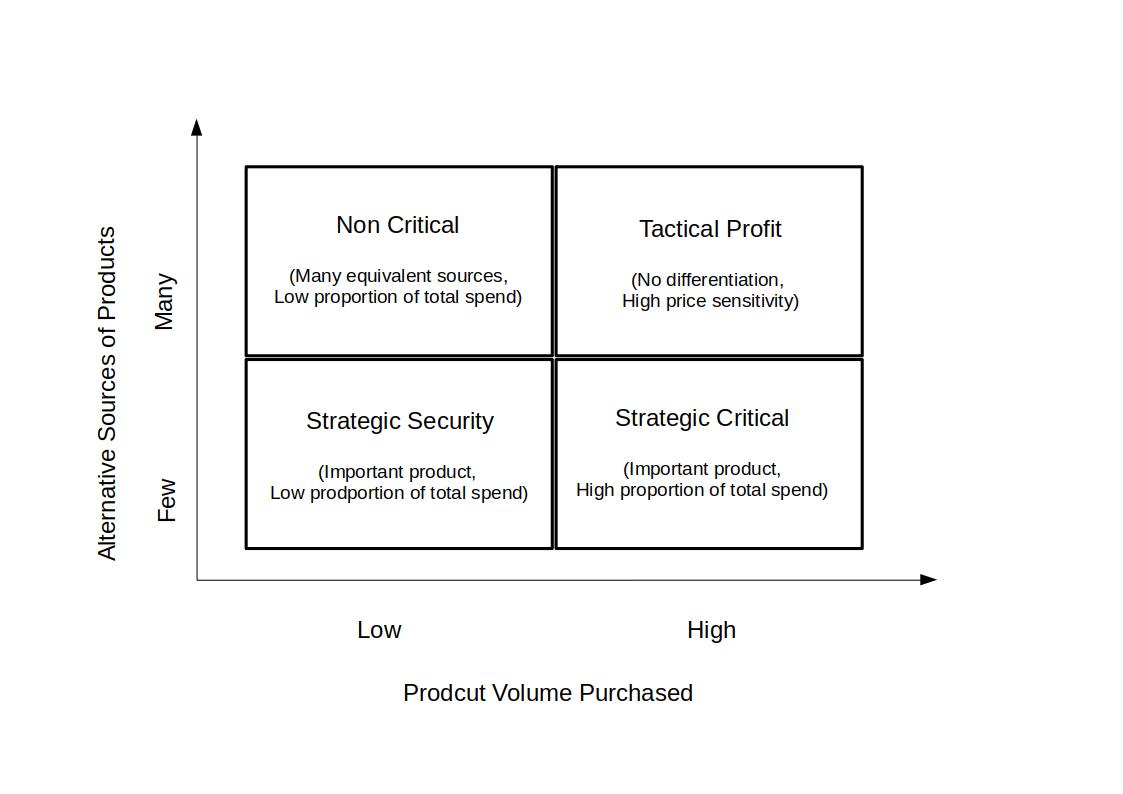 Alternative Sources of Products
Many
Few
Non Critical
(Many equivalent sources,
Low proportion of total spend)
Tactical Profit
(No differentiation,
High price sensitivity)
Strategic Security
(Important product,
Low prodportion of total spend)
Strategic Critical
(Important product,
High proportion of total spend)
Low
High
Prodcut Volume Purchased